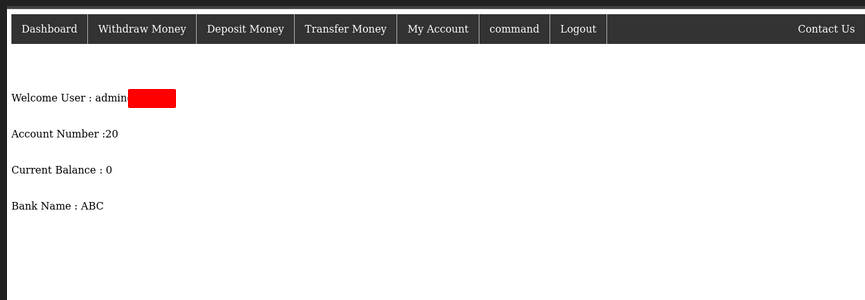 Dashboard Withdraw Money Deposit Money Transfer Money My Account command Logout Contact Us
Welcome User : admin
Account Number :20
Current Balance : 0
Bank Name : ABC